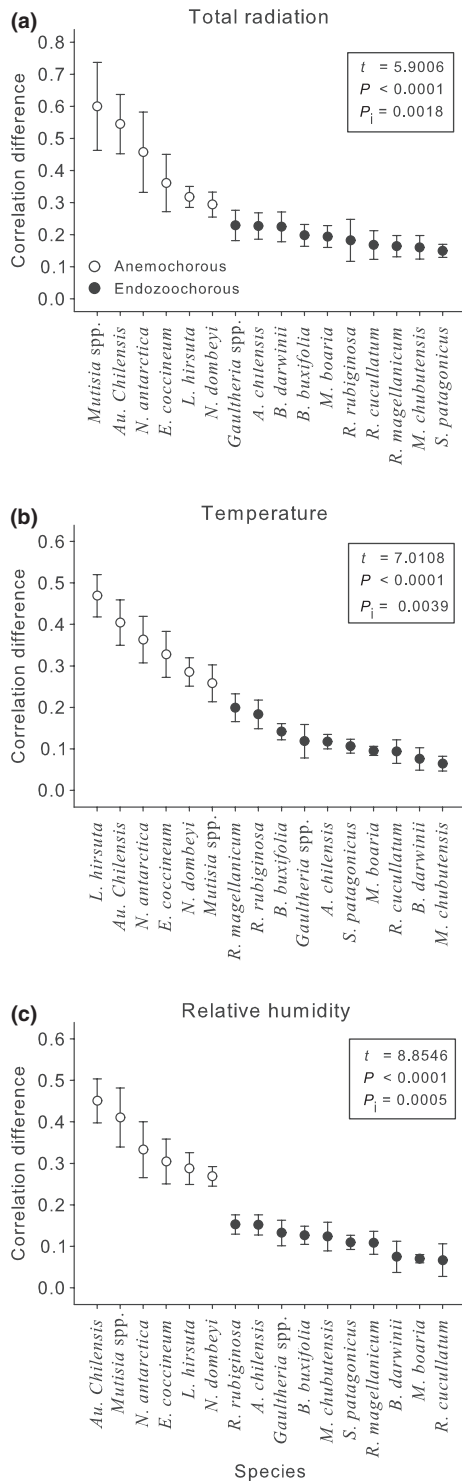 (a)
Total radiation
t = 5.9006
P < 0.0001
Pi = 0.0018
Correlation difference
0.8
0.7
0.6
0.5
0.4
0.3
0.2
0.1
0.0
Anemochorous
Endozoochorous
Mutisia spp.
Au. Chilensis
N. antarctica
E. coccineum
L. hirsuta
N. dombeyi
Gaultheria spp.
A. chilensis
B. darwinii
B. buxifolia
M. boaria
R. rubiginosa
R. cucullatum
R. magellanicum
M. chubutensis
S. patagonicus
(b)
Temperature
t = 7.0108
P < 0.0001
Pi = 0.0039
Correlation difference
0.6
0.5
0.4
0.3
0.2
0.1
0.0
L. hirsuta
Au. Chilensis
N. antarctica
E. coccineum
N. dombeyi
Mutisia spp.
R. magellanicum
R. rubiginosa
B. buxifolia
Gaultheria spp.
A. chilensis
S. patagonicus
M. boaria
R. cucullatum
B. darwinii
M. chubutensis
(c)
Relative humidity
t = 8.8546
P < 0.0001
Pi = 0.0005
Correlation difference
0.6
0.5
0.4
0.3
0.2
0.1
0.0
Au. Chilensis
Mutisia spp.
N. antarctica
E. coccineum
L. hirsuta
N. dombeyi
R. rubiginosa
A. chilensis
Gaultheria spp.
B. buxifolia
M. chubutensis
S. patagonicus
R. magellanicum
B. darwinii
M. boaria
R. cucullatum
Species